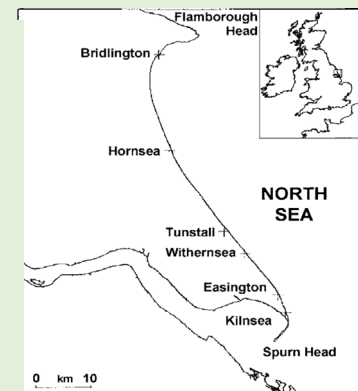 Flamborough
Head
Bridlington
Hornsea
NORTH
SEA
Tunstall
Withernsea
Easington
Kilnsea
Spurn Head
0 km 10